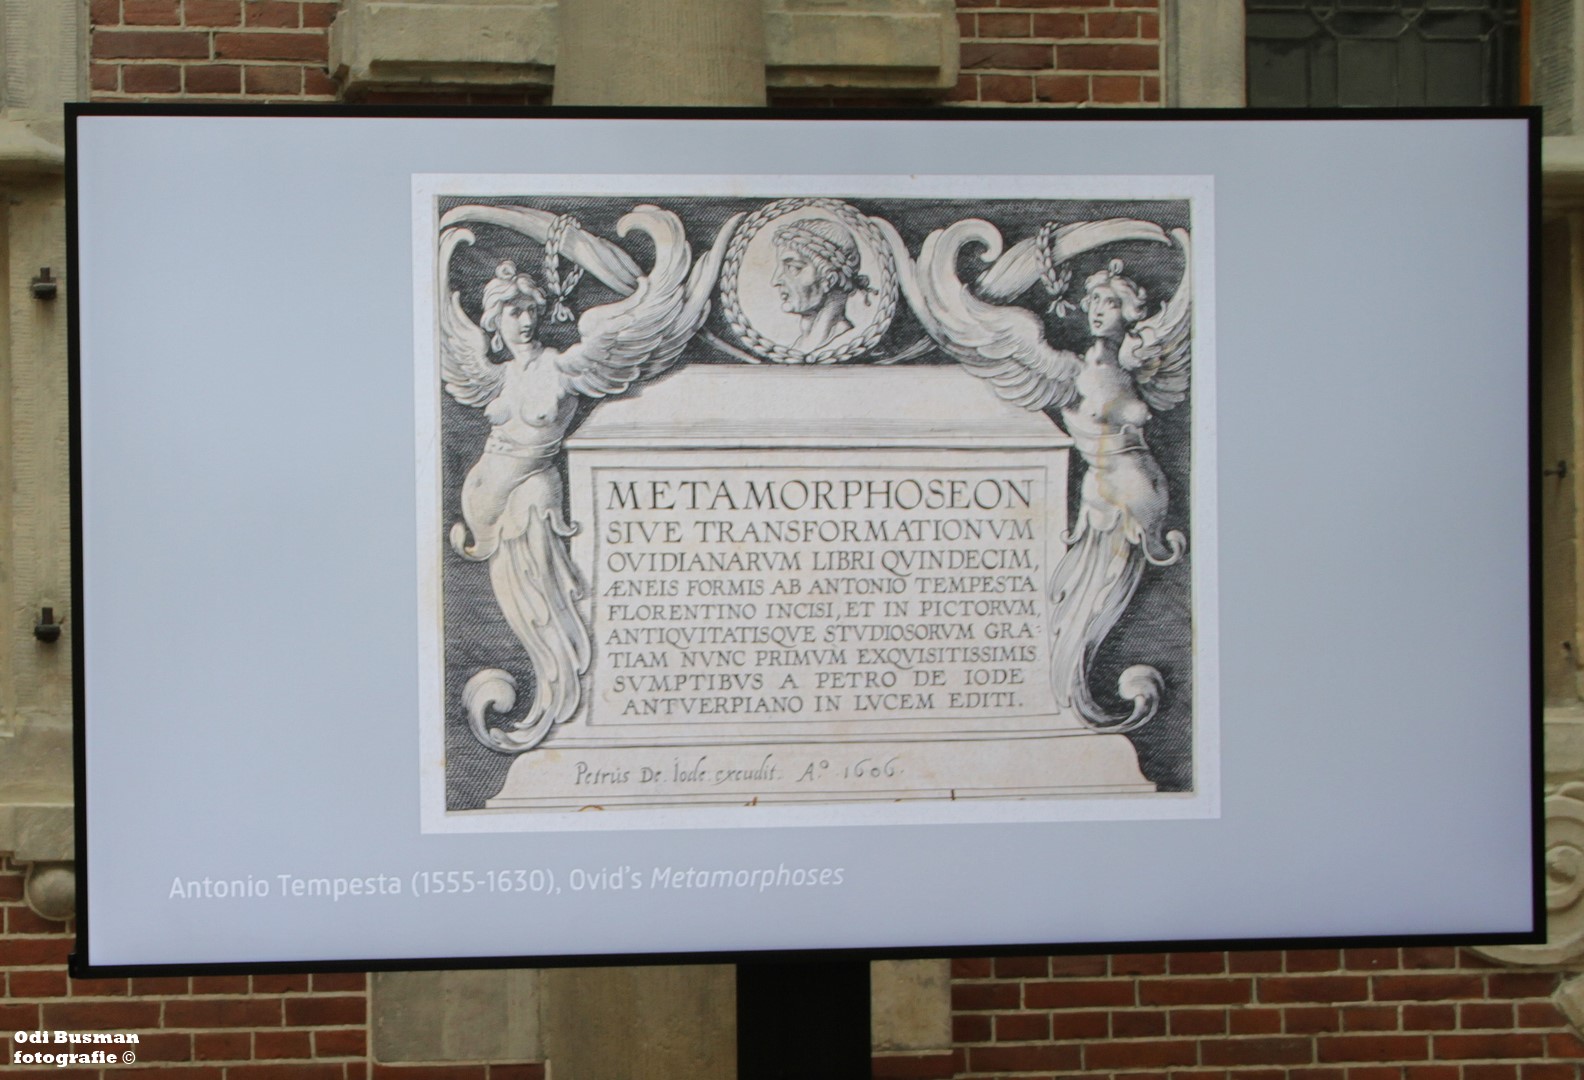 METAMORPHOSEON
SIVE TRANSFORMATIONVM
OVIDIANARVM LIBRI QVINDECIM,
ÆNEIS FORMIS AB ANTONIO TEMPESTA
FLORENTINO INCISI, ET IN PICTORVM,
ANTIQVITATISQVE STVDIOSORVM GRA-
TIAM NVNC PRIMVM EXQVISITISSIMIS
SVMPTIBVS A PETRO DE IODE
ANTVERPIANO IN LVCEM EDITI.
Petrus De Iode excudit. Aº. 1606.
Antonio Tempesta (1555-1630), Ovid's Metamorphoses
Odi Busman
fotografie ©